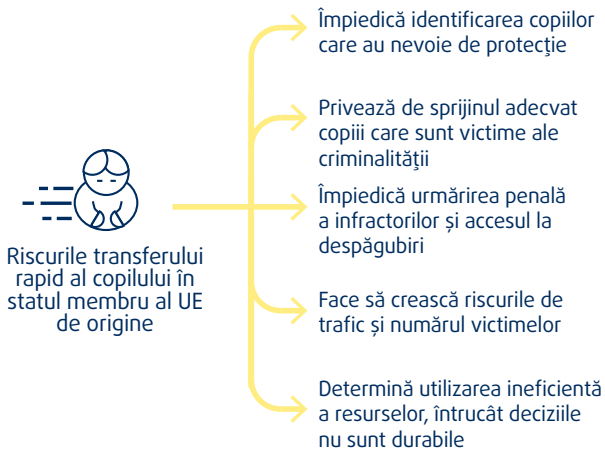 Riscurile transferului
rapid al copilului în
statul membru al UE
de origine
Împiedică identificarea copiilor
care au nevoie de protecție
Privează de sprijinul adecvat
copiii care sunt victime ale
criminalității
Împiedică urmărirea penală
a infractorilor și accesul la
despăgubiri
Face să crească riscurile de
trafic și numărul victimelor
Determină utilizarea ineficientă
a resurselor, întrucât deciziile
nu sunt durabile